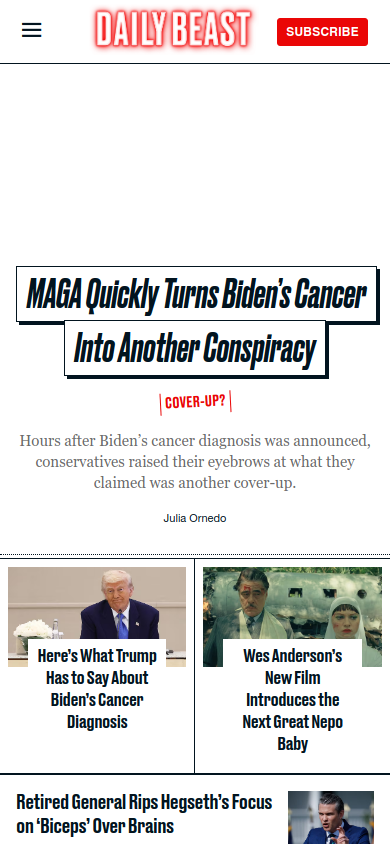 DAILY BEAST
SUBSCRIBE
MAGA Quickly Turns Biden's Cancer
Into Another Conspiracy
COVER-UP?
Hours after Biden's cancer diagnosis was announced,
conservatives raised their eyebrows at what they
claimed was another cover-up.
Julia Ornedo
Here's What Trump
Has to Say About
Biden's Cancer
Diagnosis
Wes Anderson's
New Film
Introduces the
Next Great Nepo
Baby
Retired General Rips Hegseth's Focus
on ‘Biceps’ Over Brains